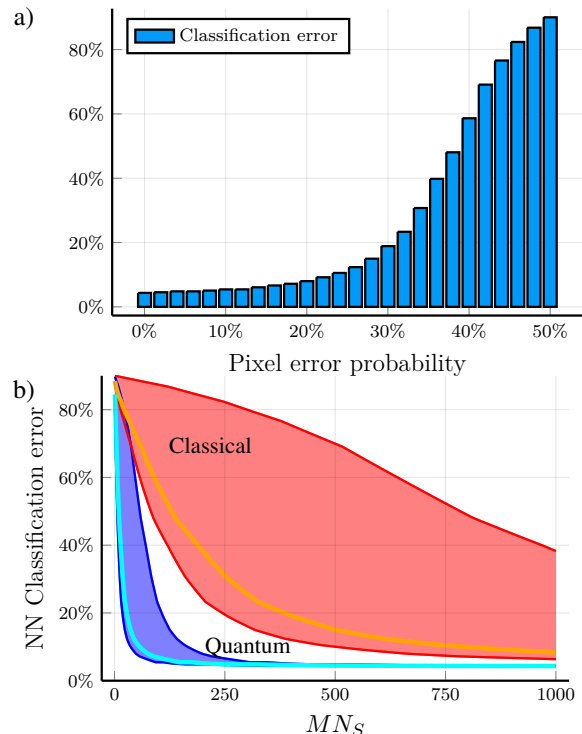 a)
Classification error
80%
60%
40%
20%
0%
0% 10% 20% 30% 40% 50%
Pixel error probability
b)
NN Classification error
80%
60%
40%
20%
0%
Classical
Quantum
0 250 500 750 1000
MN_S